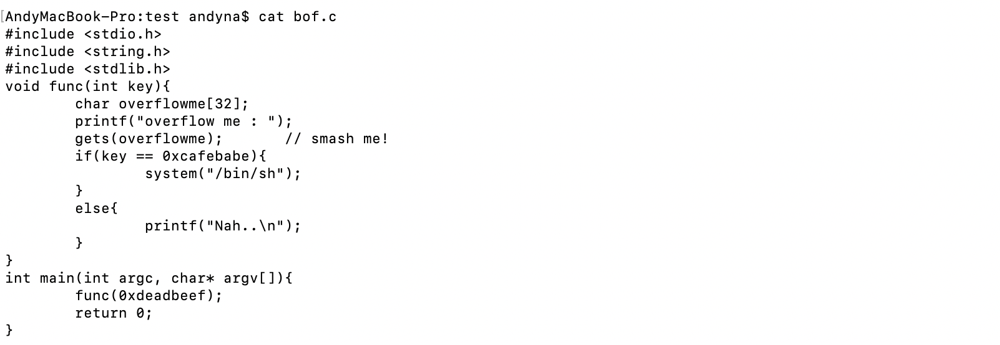 [AndyMacBook-Pro:test andyna$ cat bof.c
#include <stdio.h>
#include <string.h>
#include <stdlib.h>
void func(int key){
        char overflowme[32];
        printf("overflow me : ");
        gets(overflowme);       // smash me!
        if(key == 0xcafebabe){
                system("/bin/sh");
        }
        else{
                printf("Nah..\n");
        }
}
int main(int argc, char* argv[]){
        func(0xdeadbeef);
        return 0;
}